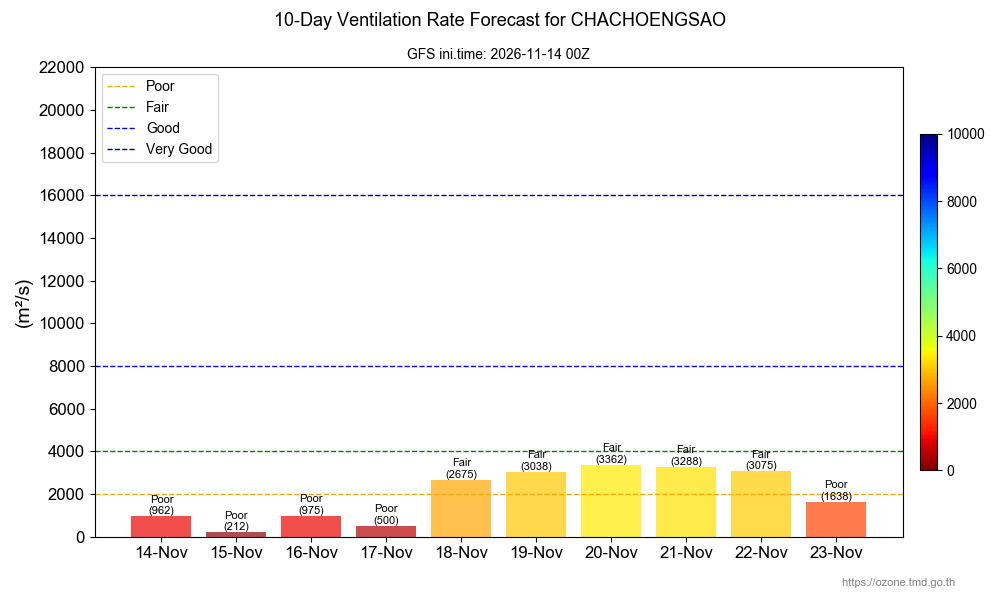 10-Day Ventilation Rate Forecast for CHACHOENGSAO
GFS ini.time: 2026-11-14 00Z
(m²/s)
22000
20000
18000
16000
14000
12000
10000
8000
6000
4000
2000
0
Poor
Fair
Good
Very Good
Poor
(962)
Poor
(212)
Poor
(975)
Poor
(500)
Fair
(2675)
Fair
(3038)
Fair
(3362)
Fair
(3288)
Fair
(3075)
Poor
(1638)
14-Nov
15-Nov
16-Nov
17-Nov
18-Nov
19-Nov
20-Nov
21-Nov
22-Nov
23-Nov
10000
8000
6000
4000
2000
0
https://ozone.tmd.go.th